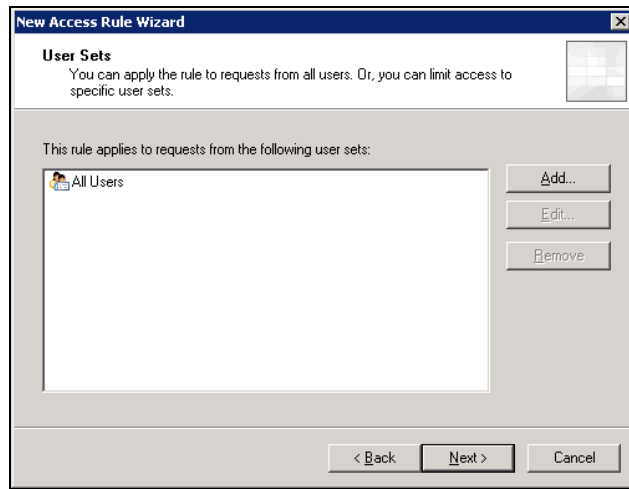 New Access Rule Wizard
User Sets
You can apply the rule to requests from all users. Or, you can limit access to
specific user sets.
This rule applies to requests from the following user sets:
All Users
Add...
Edit...
Remove
< Back
Next >
Cancel